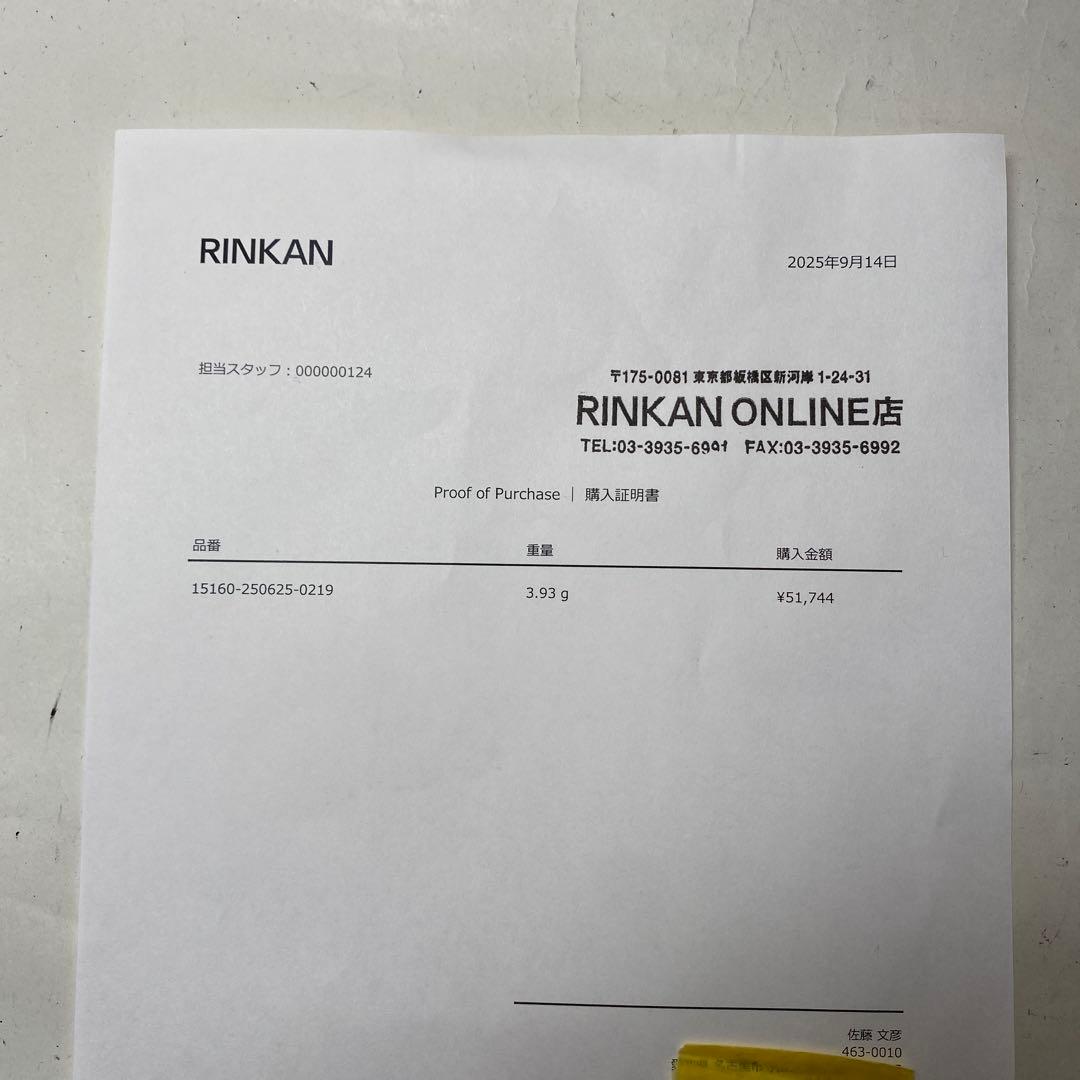 RINKAN
2025年9月14日
担当スタッフ：000000124
〒175-0081 東京都板橋区新河岸 1-24-31
RINKAN ONLINE店
TEL:03-3935-6991 FAX:03-3935-6992
Proof of Purchase ｜ 購入証明書
品番 重量 購入金額
15160-250625-0219 3.93 g ¥51,744
佐藤 文彦
463-0010